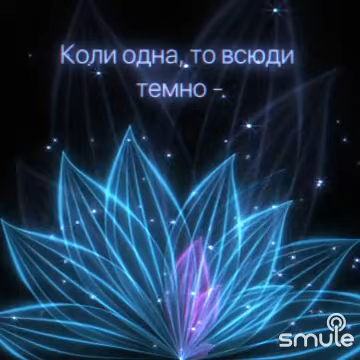 Коли одна, то всюди
темно -
smule